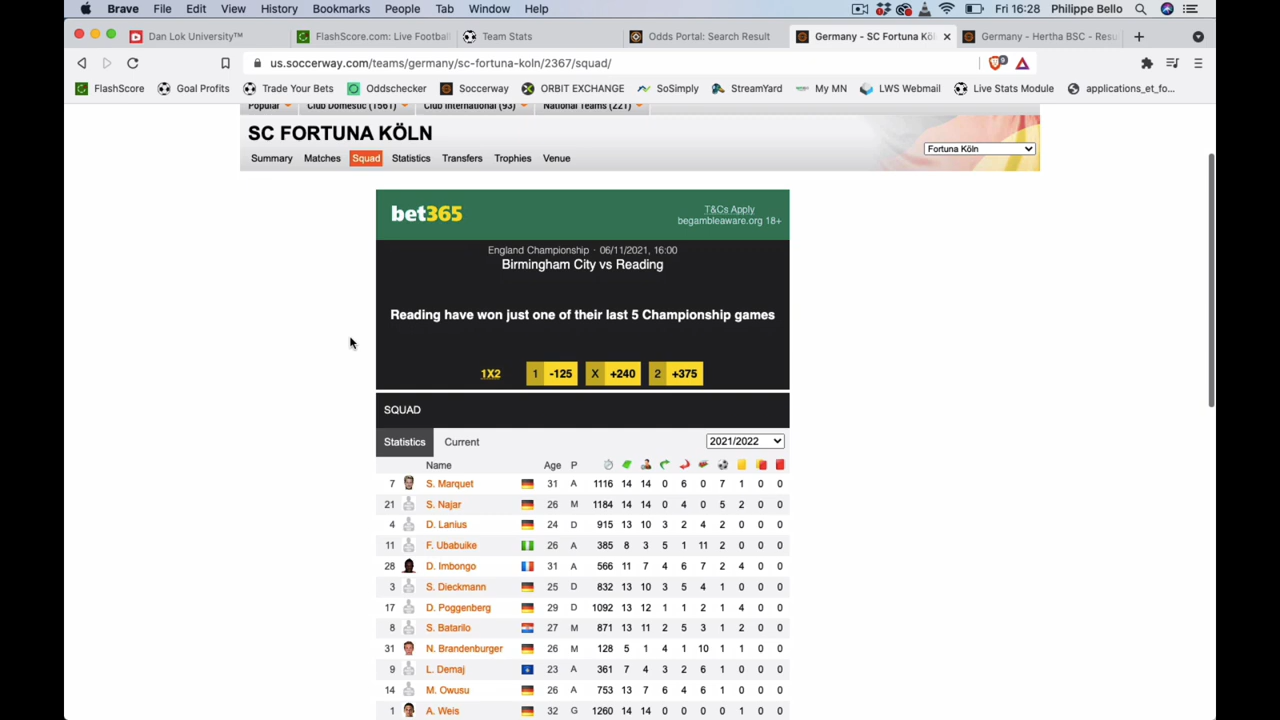 Brave File Edit View History Bookmarks People Tab Window Help Fri 16:28 Philippe Bello
Dan Lok University™ FlashScore.com: Live Football Team Stats Odds Portal: Search Result Germany - SC Fortuna Köl Germany - Hertha BSC - Resu
us.soccerway.com/teams/germany/sc-fortuna-koln/2367/squad/
FlashScore Goal Profits Trade Your Bets Oddschecker Soccerway ORBIT EXCHANGE SoSimply StreamYard My MN LWS Webmail Live Stats Module applications_et_fo...
Popular Club Domestic (1561) Club International (93) National Teams (221)
SC FORTUNA KÖLN
Fortuna Köln
Summary Matches Squad Statistics Transfers Trophies Venue
bet365 T&Cs Apply
begambleaware.org 18+
England Championship · 06/11/2021, 16:00
Birmingham City vs Reading
Reading have won just one of their last 5 Championship games
1X2 1 -125 X +240 2 +375
SQUAD
Statistics Current 2021/2022
Name Age P
7 S. Marquet 31 A 1116 14 14 0 6 0 7 1 0 0
21 S. Najar 26 M 1184 14 14 0 4 0 5 2 0 0
4 D. Lanius 24 D 915 13 10 3 2 4 2 0 0 0
11 F. Ubabuike 26 A 385 8 3 5 1 11 2 0 0 0
28 D. Imbongo 31 A 566 11 7 4 6 7 2 4 0 0
3 S. Dieckmann 25 D 832 13 10 3 5 4 1 0 0 0
17 D. Poggenberg 29 D 1092 13 12 1 1 2 1 4 0 0
8 S. Batarilo 27 M 871 13 11 2 5 3 1 2 0 0
31 N. Brandenburger 26 M 128 5 1 4 1 10 1 1 0 0
9 L. Demaj 23 A 361 7 4 3 2 6 1 0 0 0
14 M. Owusu 26 A 753 13 7 6 4 6 1 0 0 0
1 A. Weis 32 G 1260 14 14 0 0 0 0 1 0 0